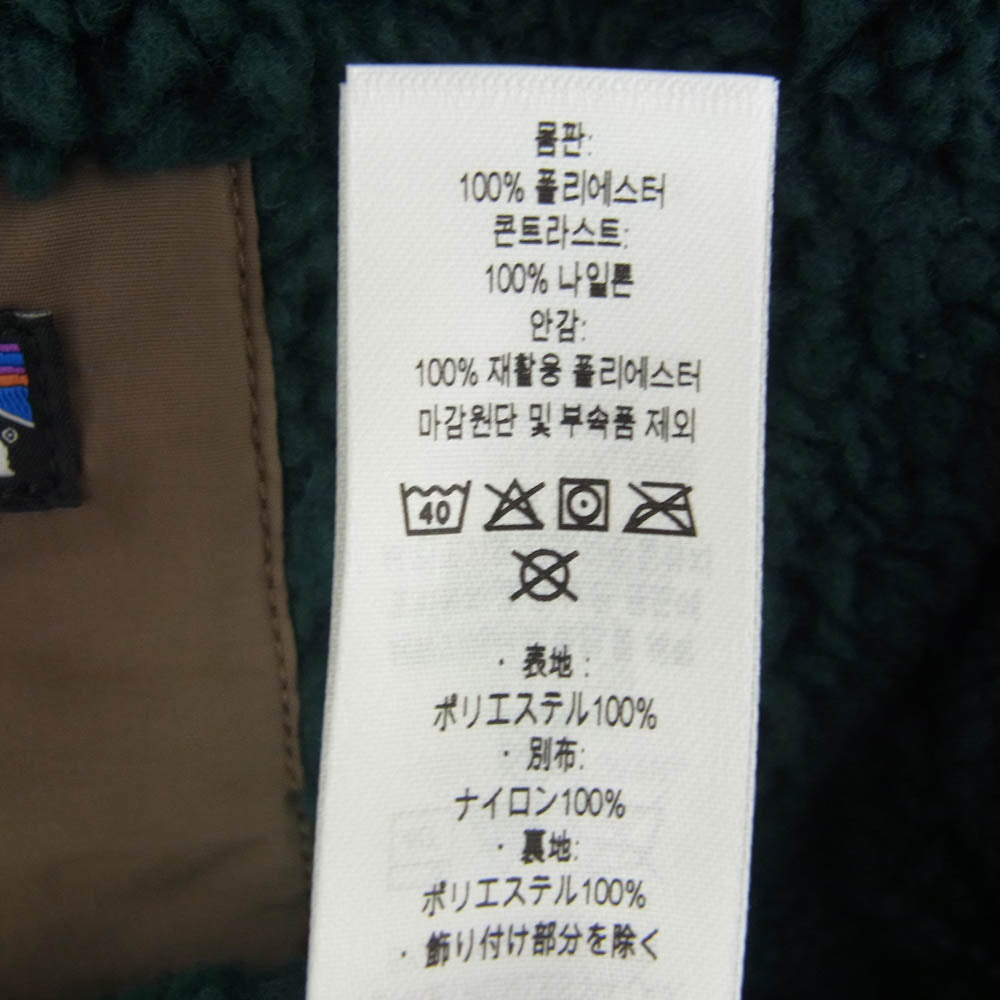 몸판:
100% 폴리에스터
콘트라스트:
100% 나일론
안감:
100% 재활용 폴리에스터
마감원단 및 부속품 제외
40
・表地:
ポリエステル100%
・別布:
ナイロン100%
・裏地:
ポリエステル100%
・飾り付け部分を除く